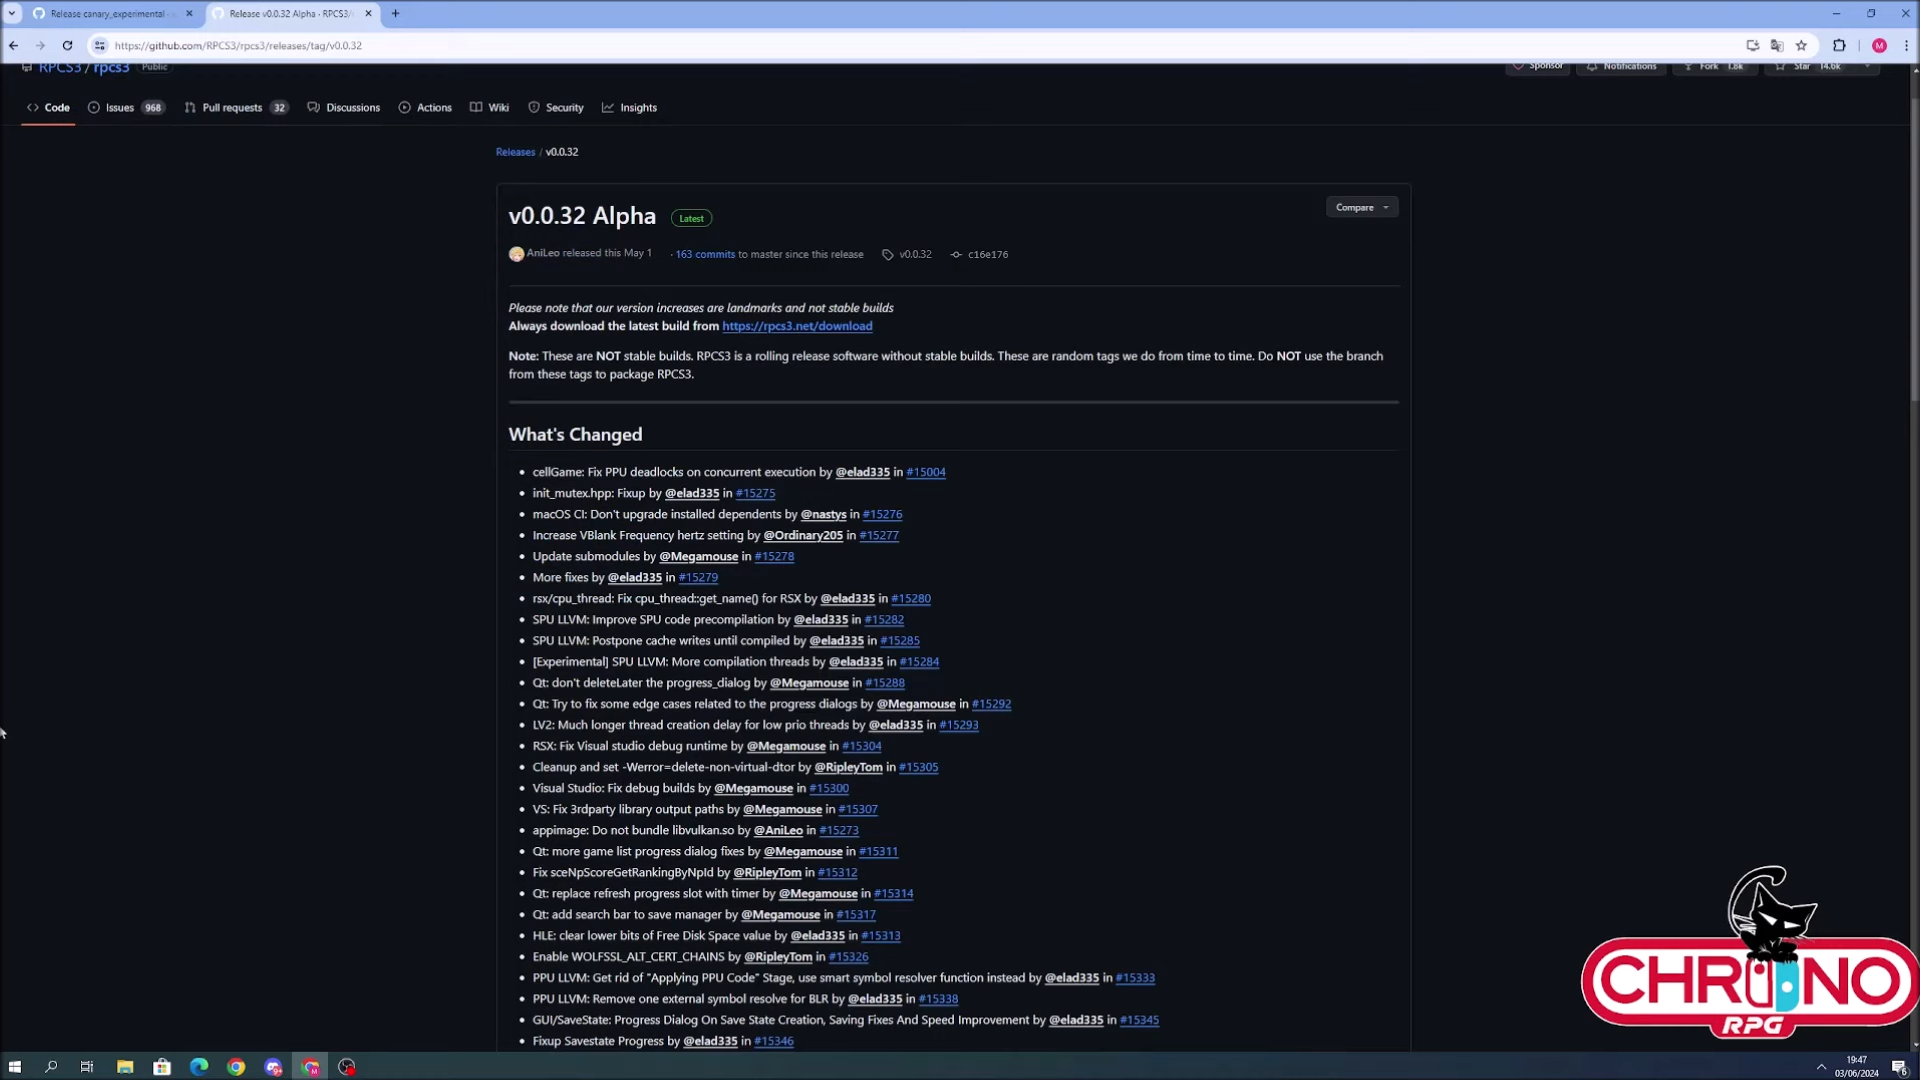 Release canary_experimental
Release v0.0.32 Alpha · RPCS3/
https://github.com/RPCS3/rpcs3/releases/tag/v0.0.32
RPCS3 / rpcs3 Public
Sponsor Notifications Fork 1.8k Star 14.6k
Code Issues 968 Pull requests 32 Discussions Actions Wiki Security Insights
Releases / v0.0.32
v0.0.32 Alpha Latest Compare
AniLeo released this May 1 · 163 commits to master since this release v0.0.32 c16e176
Please note that our version increases are landmarks and not stable builds
Always download the latest build from https://rpcs3.net/download
Note: These are NOT stable builds. RPCS3 is a rolling release software without stable builds. These are random tags we do from time to time. Do NOT use the branch
from these tags to package RPCS3.
What's Changed
• cellGame: Fix PPU deadlocks on concurrent execution by @elad335 in #15004
• init_mutex.hpp: Fixup by @elad335 in #15275
• macOS CI: Don't upgrade installed dependents by @nastys in #15276
• Increase VBlank Frequency hertz setting by @Ordinary205 in #15277
• Update submodules by @Megamouse in #15278
• More fixes by @elad335 in #15279
• rsx/cpu_thread: Fix cpu_thread::get_name() for RSX by @elad335 in #15280
• SPU LLVM: Improve SPU code precompilation by @elad335 in #15282
• SPU LLVM: Postpone cache writes until compiled by @elad335 in #15285
• [Experimental] SPU LLVM: More compilation threads by @elad335 in #15284
• Qt: don't deleteLater the progress_dialog by @Megamouse in #15288
• Qt: Try to fix some edge cases related to the progress dialogs by @Megamouse in #15292
• LV2: Much longer thread creation delay for low prio threads by @elad335 in #15293
• RSX: Fix Visual studio debug runtime by @Megamouse in #15304
• Cleanup and set -Werror=delete-non-virtual-dtor by @RipleyTom in #15305
• Visual Studio: Fix debug builds by @Megamouse in #15300
• VS: Fix 3rdparty library output paths by @Megamouse in #15307
• appimage: Do not bundle libvulkan.so by @AniLeo in #15273
• Qt: more game list progress dialog fixes by @Megamouse in #15311
• Fix sceNpScoreGetRankingByNpId by @RipleyTom in #15312
• Qt: replace refresh progress slot with timer by @Megamouse in #15314
• Qt: add search bar to save manager by @Megamouse in #15317
• HLE: clear lower bits of Free Disk Space value by @elad335 in #15313
• Enable WOLFSSL_ALT_CERT_CHAINS by @RipleyTom in #15326
• PPU LLVM: Get rid of "Applying PPU Code" Stage, use smart symbol resolver function instead by @elad335 in #15333
• PPU LLVM: Remove one external symbol resolve for BLR by @elad335 in #15338
• GUI/SaveState: Progress Dialog On Save State Creation, Saving Fixes And Speed Improvement by @elad335 in #15345
• Fixup Savestate Progress by @elad335 in #15346
CHRONO
RPG
19:47
03/06/2024